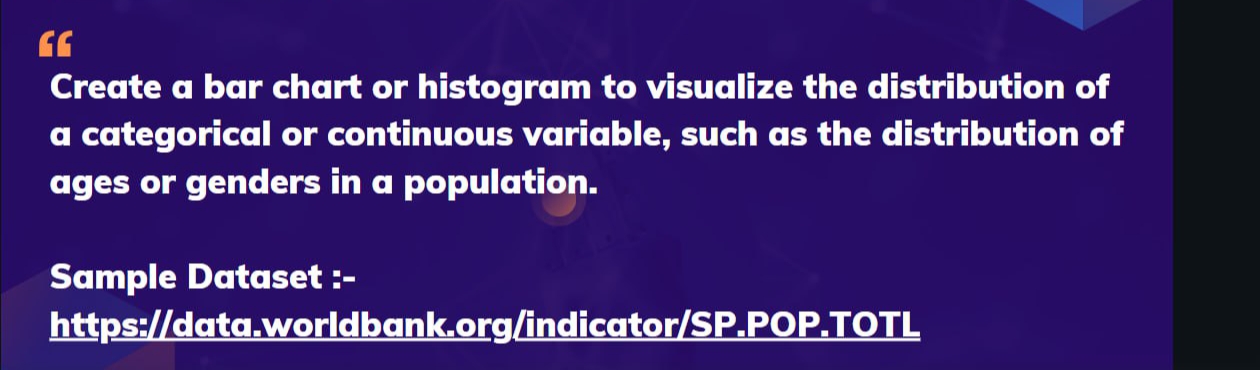 “
Create a bar chart or histogram to visualize the distribution of
a categorical or continuous variable, such as the distribution of
ages or genders in a population.
Sample Dataset :-
https://data.worldbank.org/indicator/SP.POP.TOTL